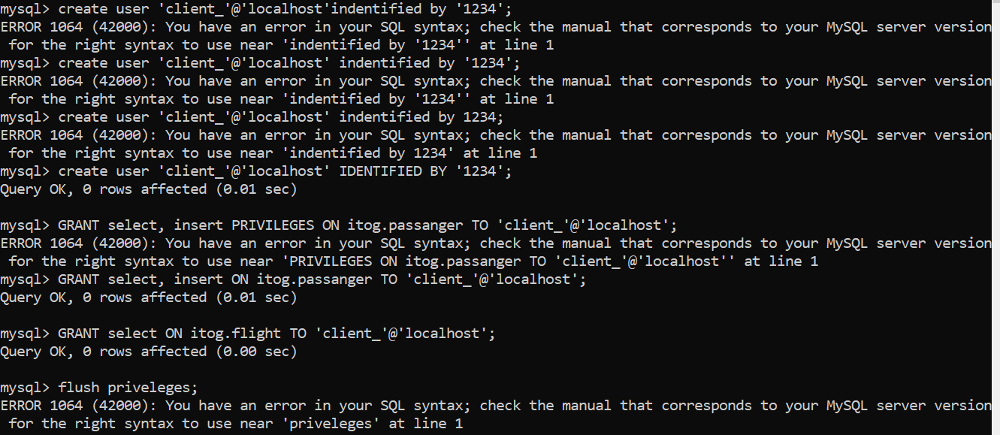 mysql> create user 'client_'@'localhost'indentified by '1234';
ERROR 1064 (42000): You have an error in your SQL syntax; check the manual that corresponds to your MySQL server version
 for the right syntax to use near 'indentified by '1234'' at line 1
mysql> create user 'client_'@'localhost' indentified by '1234';
ERROR 1064 (42000): You have an error in your SQL syntax; check the manual that corresponds to your MySQL server version
 for the right syntax to use near 'indentified by '1234'' at line 1
mysql> create user 'client_'@'localhost' indentified by 1234;
ERROR 1064 (42000): You have an error in your SQL syntax; check the manual that corresponds to your MySQL server version
 for the right syntax to use near 'indentified by 1234' at line 1
mysql> create user 'client_'@'localhost' IDENTIFIED BY '1234';
Query OK, 0 rows affected (0.01 sec)

mysql> GRANT select, insert PRIVILEGES ON itog.passanger TO 'client_'@'localhost';
ERROR 1064 (42000): You have an error in your SQL syntax; check the manual that corresponds to your MySQL server version
 for the right syntax to use near 'PRIVILEGES ON itog.passanger TO 'client_'@'localhost'' at line 1
mysql> GRANT select, insert ON itog.passanger TO 'client_'@'localhost';
Query OK, 0 rows affected (0.01 sec)

mysql> GRANT select ON itog.flight TO 'client_'@'localhost';
Query OK, 0 rows affected (0.00 sec)

mysql> flush priveleges;
ERROR 1064 (42000): You have an error in your SQL syntax; check the manual that corresponds to your MySQL server version
 for the right syntax to use near 'priveleges' at line 1